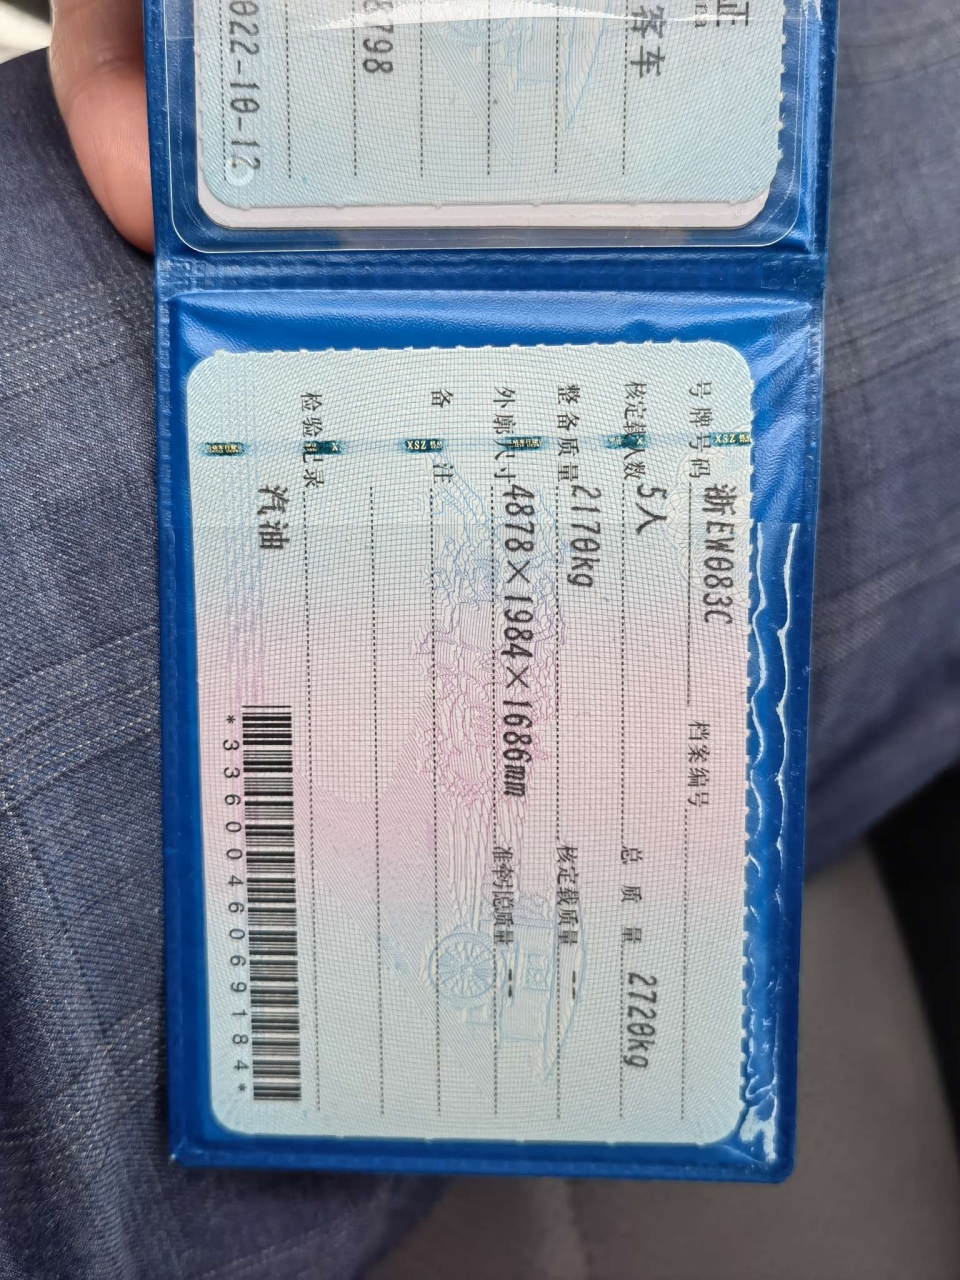 证
客车
8798
022-10-12
号牌号码 浙EW083C 档案编号
核定载人数 5人 总质量 2720kg
整备质量 2170kg 核定载质量 --
外廓尺寸 4878×1984×1686mm 准牵引总质量 --
备注
检验记录
汽油
*3360046069184*